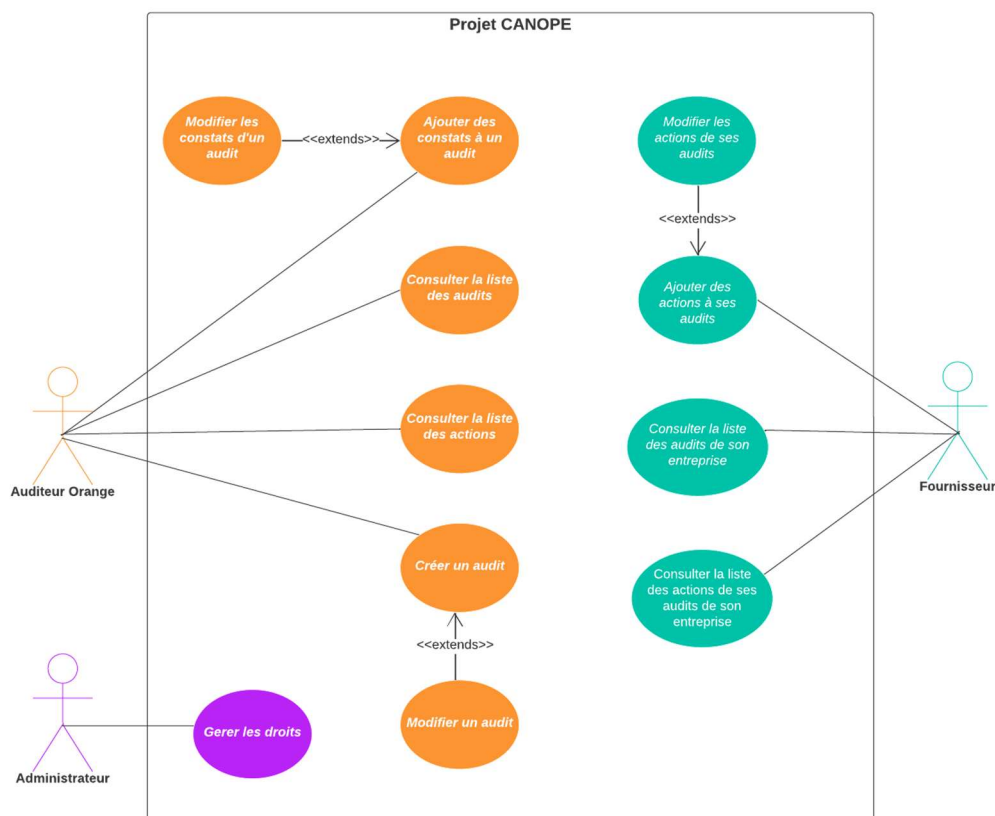 Projet CANOPE
Modifier les
constats d'un
audit
<<extends>>
Ajouter des
constats à un
audit
Modifier les
actions de ses
audits
<<extends>>
Consulter la liste
des audits
Ajouter des
actions à ses
audits
Consulter la liste
des actions
Consulter la liste
des audits de son
entreprise
Auditeur Orange
Fournisseur
Créer un audit
Consulter la liste
des actions de ses
audits de son
entreprise
<<extends>>
Modifier un audit
Gerer les droits
Administrateur